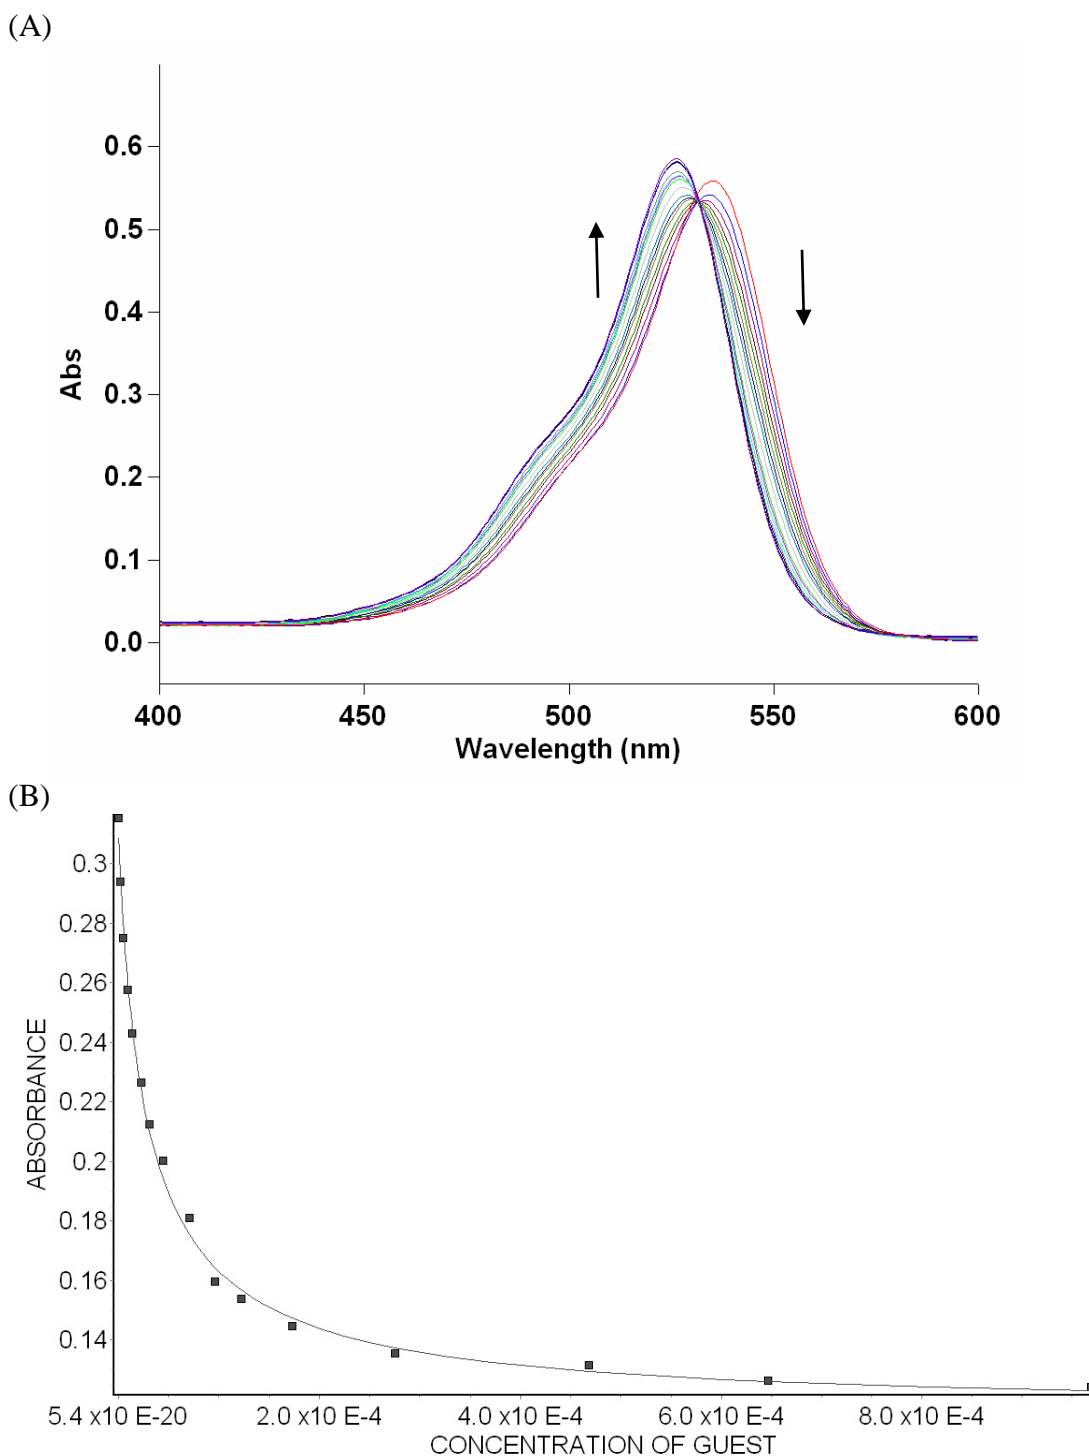 (A)
0.6
0.5
0.4
0.3
0.2
0.1
0.0
Abs
400 450 500 550 600
Wavelength (nm)
(B)
0.3
0.28
0.26
0.24
0.22
0.2
0.18
0.16
0.14
ABSORBANCE
5.4 x10 E-20 2.0 x10 E-4 4.0 x10 E-4 6.0 x10 E-4 8.0 x10 E-4
CONCENTRATION OF GUEST